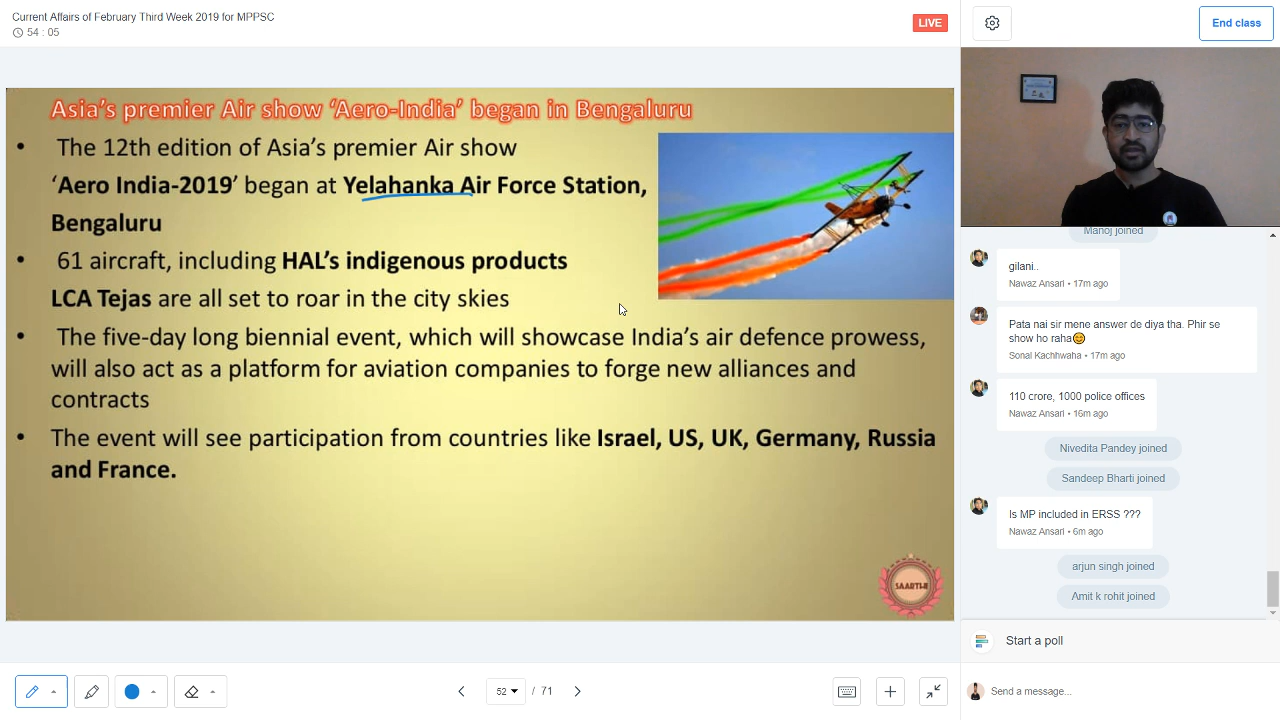 Current Affairs of February Third Week 2019 for MPPSC
54 : 05
LIVE
End class
Asia's premier Air show 'Aero-India' began in Bengaluru
• The 12th edition of Asia's premier Air show
'Aero India-2019' began at Yelahanka Air Force Station,
Bengaluru
• 61 aircraft, including HAL's indigenous products
LCA Tejas are all set to roar in the city skies
• The five-day long biennial event, which will showcase India's air defence prowess,
will also act as a platform for aviation companies to forge new alliances and
contracts
• The event will see participation from countries like Israel, US, UK, Germany, Russia
and France.
SAARTHI
Manoj joined
gilani..
Nawaz Ansari • 17m ago
Pata nai sir mene answer de diya tha. Phir se
show ho raha😊
Sonal Kachhwaha • 17m ago
110 crore, 1000 police offices
Nawaz Ansari • 16m ago
Nivedita Pandey joined
Sandeep Bharti joined
Is MP included in ERSS ???
Nawaz Ansari • 6m ago
arjun singh joined
Amit k rohit joined
Start a poll
Send a message...
52 / 71